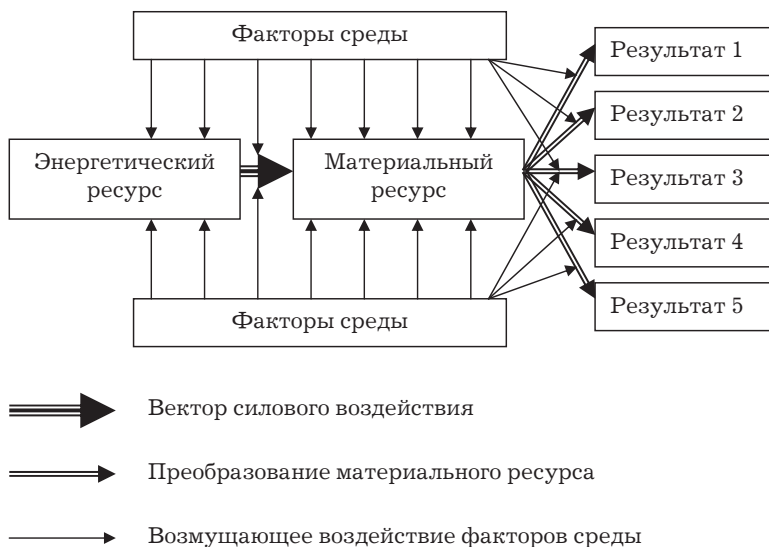 Факторы среды
Результат 1
Результат 2
Энергетический
ресурс
Материальный
ресурс
Результат 3
Результат 4
Факторы среды
Результат 5
Вектор силового воздействия
Преобразование материального ресурса
Возмущающее воздействие факторов среды